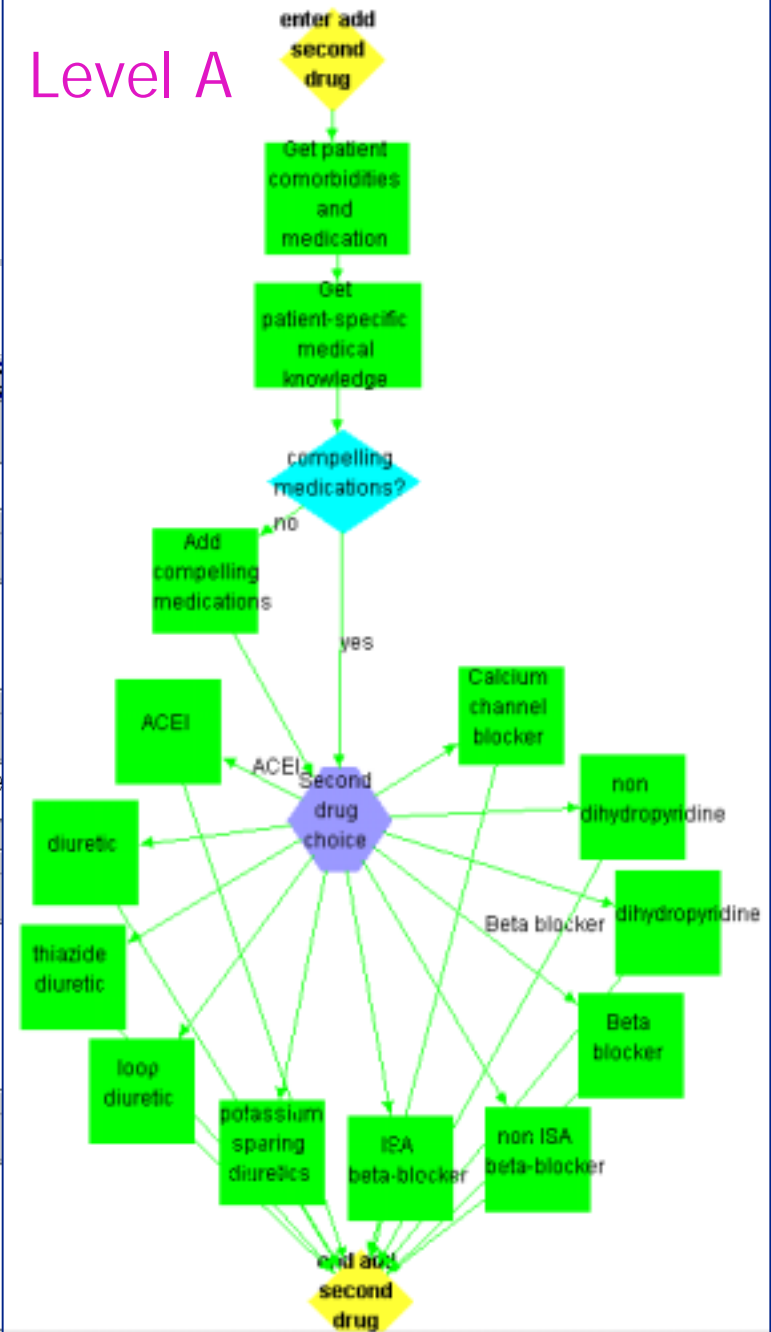 Level A
enter add
second
drug
Get patient
comorbidities
and
medication
Get
patient-specific
medical
knowledge
compelling
medications?
no
Add
compelling
medications
yes
Calcium
channel
blocker
ACEI
ACEI
Second
drug
choice
non
dihydropyridine
diuretic
dihydropyridine
Beta blocker
thiazide
diuretic
Beta
blocker
loop
diuretic
potassium
sparing
diuretics
ISA
beta-blocker
non ISA
beta-blocker
end add
second
drug